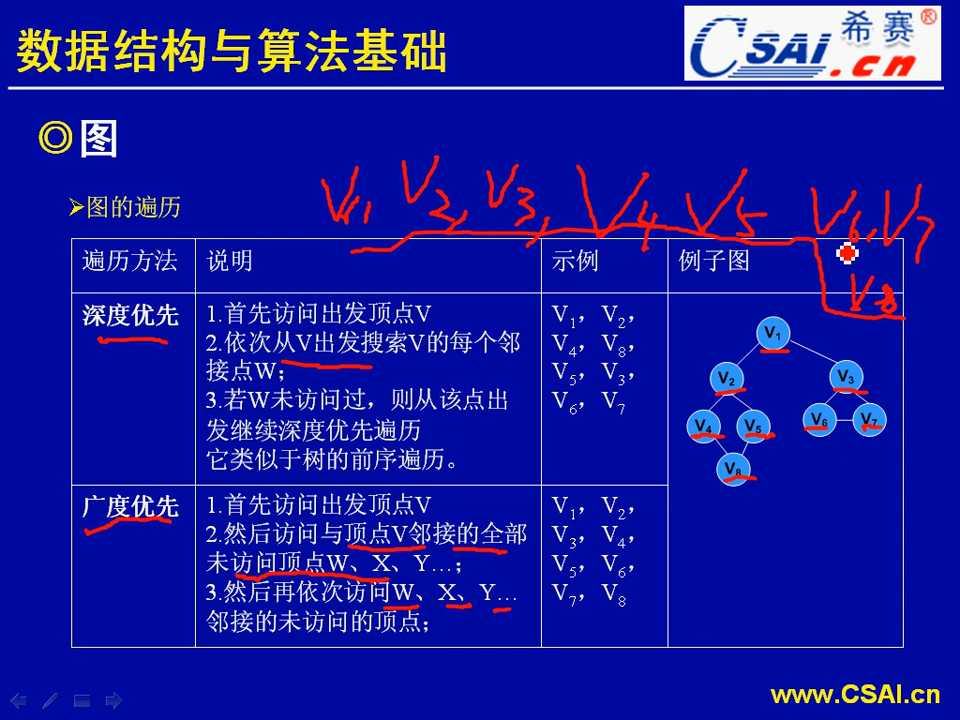 数据结构与算法基础
CSAI.cn 希赛®
◎图
➤图的遍历
V1, V2, V3, V4 V5 V6, V7
V8
遍历方法 说明 示例 例子图
深度优先
1.首先访问出发顶点V
2.依次从V出发搜索V的每个邻
接点W；
3.若W未访问过，则从该点出
发继续深度优先遍历
它类似于树的前序遍历。
V1，V2，
V4，V8，
V5，V3，
V6，V7
V1
V2 V3
V4 V5 V6 V7
V8
广度优先
1.首先访问出发顶点V
2.然后访问与顶点V邻接的全部
未访问顶点W、X、Y…；
3.然后再依次访问W、X、Y…
邻接的未访问的顶点；
V1，V2，
V3，V4，
V5，V6，
V7，V8
www.CSAI.cn